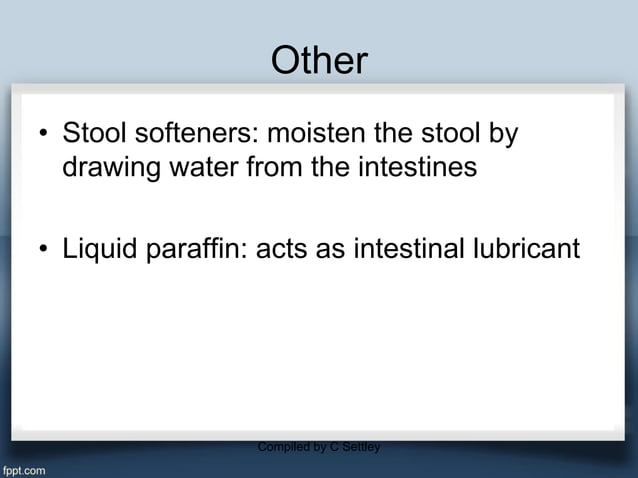 Other
• Stool softeners: moisten the stool by
drawing water from the intestines
• Liquid paraffin: acts as intestinal lubricant
Compiled by C Settley
fppt.com